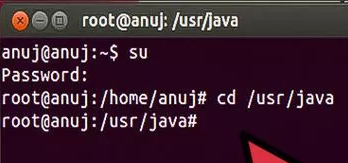 root@anuj: /usr/java
anuj@anuj:~$ su
Password:
root@anuj:/home/anuj# cd /usr/java
root@anuj:/usr/java#